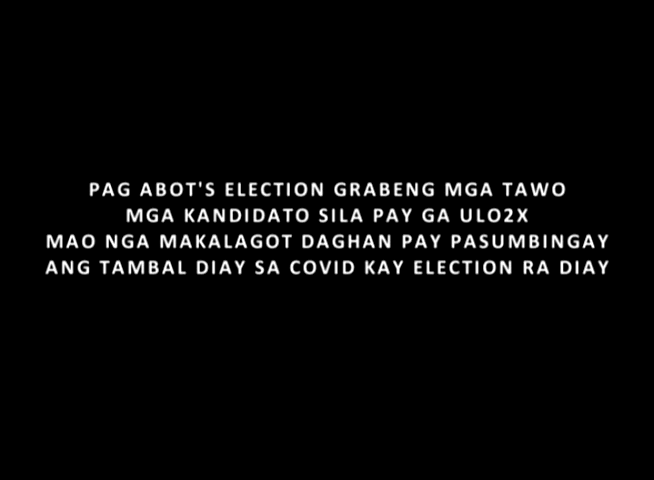 PAG ABOT'S ELECTION GRABENG MGA TAWO
MGA KANDIDATO SILA PAY GA ULO2X
MAO NGA MAKALAGOT DAGHAN PAY PASUMBINGAY
ANG TAMBAL DIAY SA COVID KAY ELECTION RA DIAY